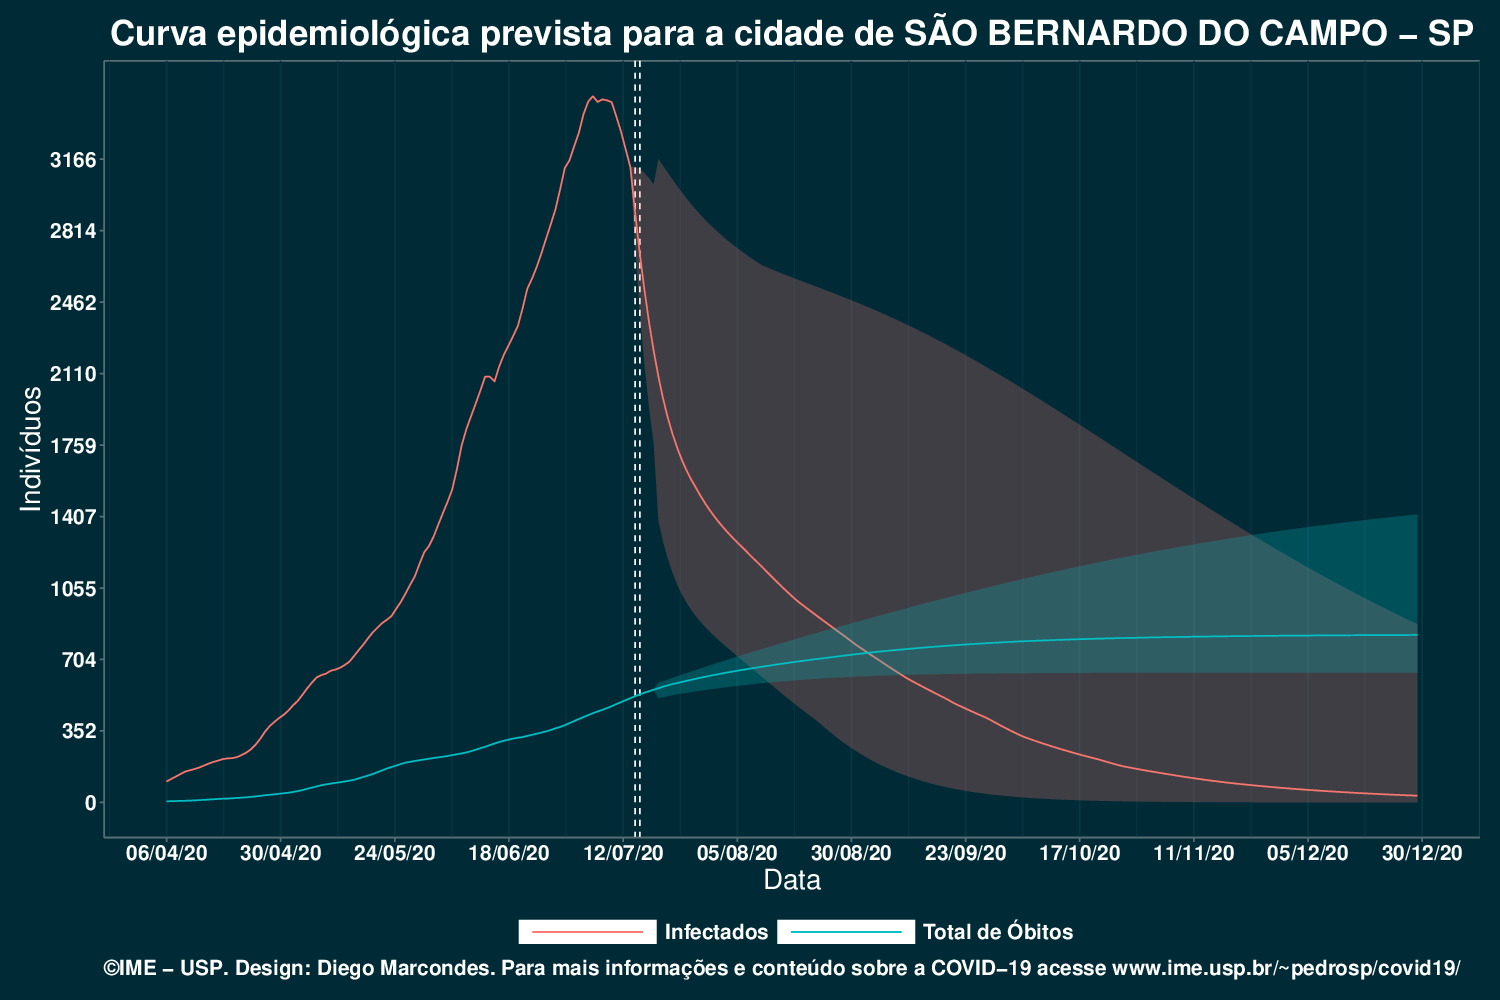 Curva epidemiológica prevista para a cidade de SÃO BERNARDO DO CAMPO – SP
Indivíduos
3166
2814
2462
2110
1759
1407
1055
704
352
0
06/04/20 30/04/20 24/05/20 18/06/20 12/07/20 05/08/20 30/08/20 23/09/20 17/10/20 11/11/20 05/12/20 30/12/20
Data
Infectados Total de Óbitos
©IME – USP. Design: Diego Marcondes. Para mais informações e conteúdo sobre a COVID–19 acesse www.ime.usp.br/~pedrosp/covid19/